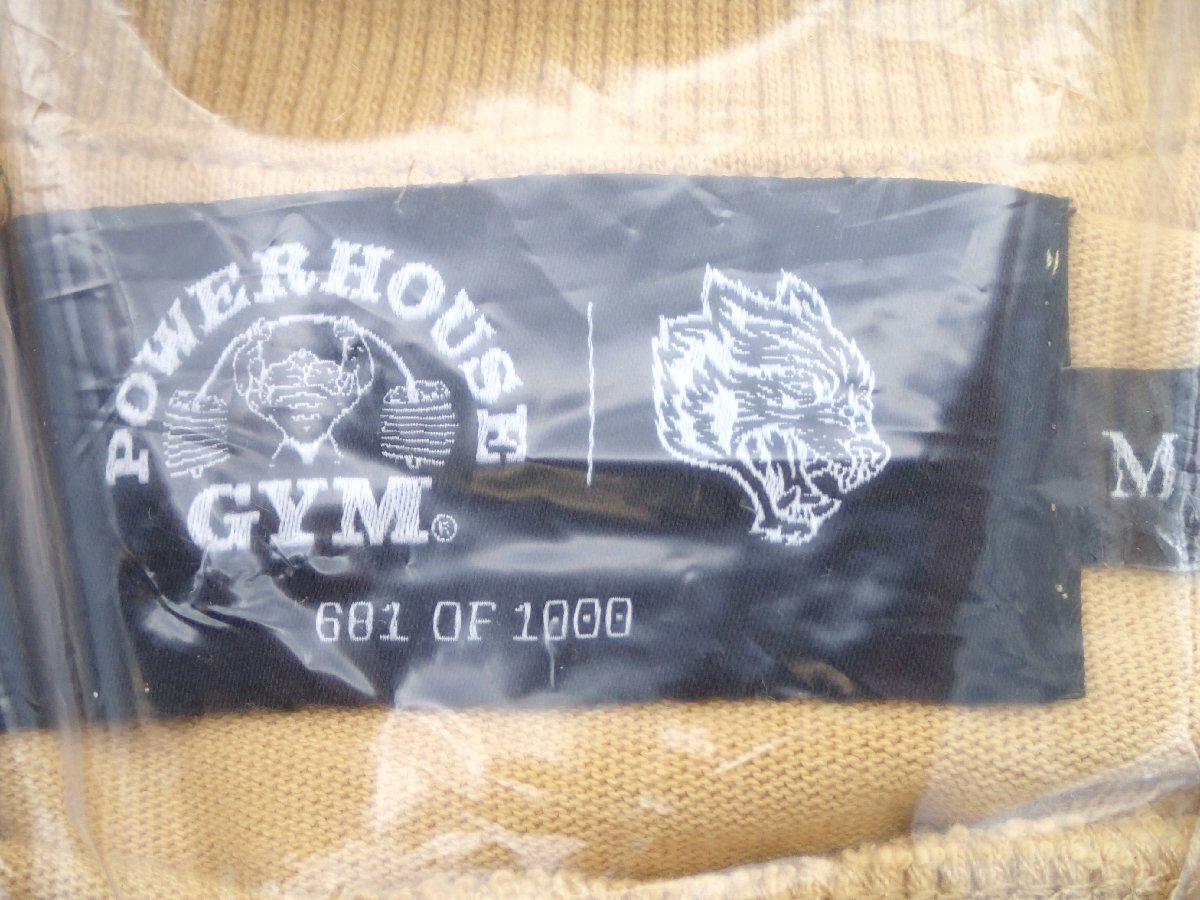 POWERHOUSE
GYM®
681 OF 1000
M